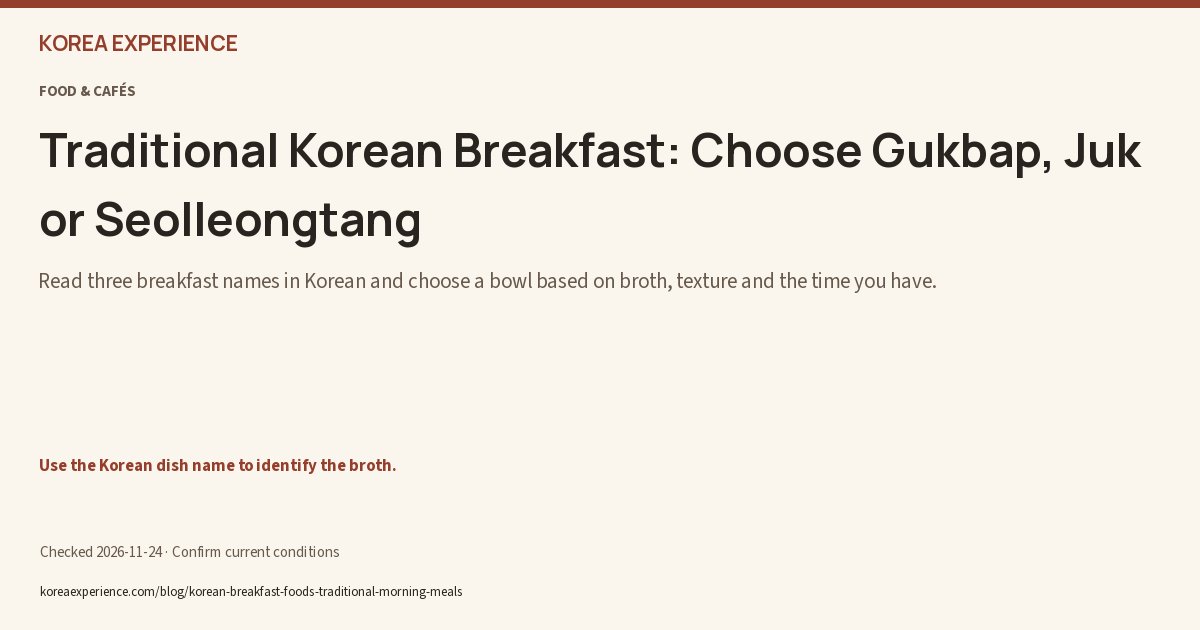 KOREA EXPERIENCE
FOOD & CAFÉS
Traditional Korean Breakfast: Choose Gukbap, Juk
or Seolleongtang
Read three breakfast names in Korean and choose a bowl based on broth, texture and the time you have.
Use the Korean dish name to identify the broth.
Checked 2026-11-24 · Confirm current conditions
koreaexperience.com/blog/korean-breakfast-foods-traditional-morning-meals